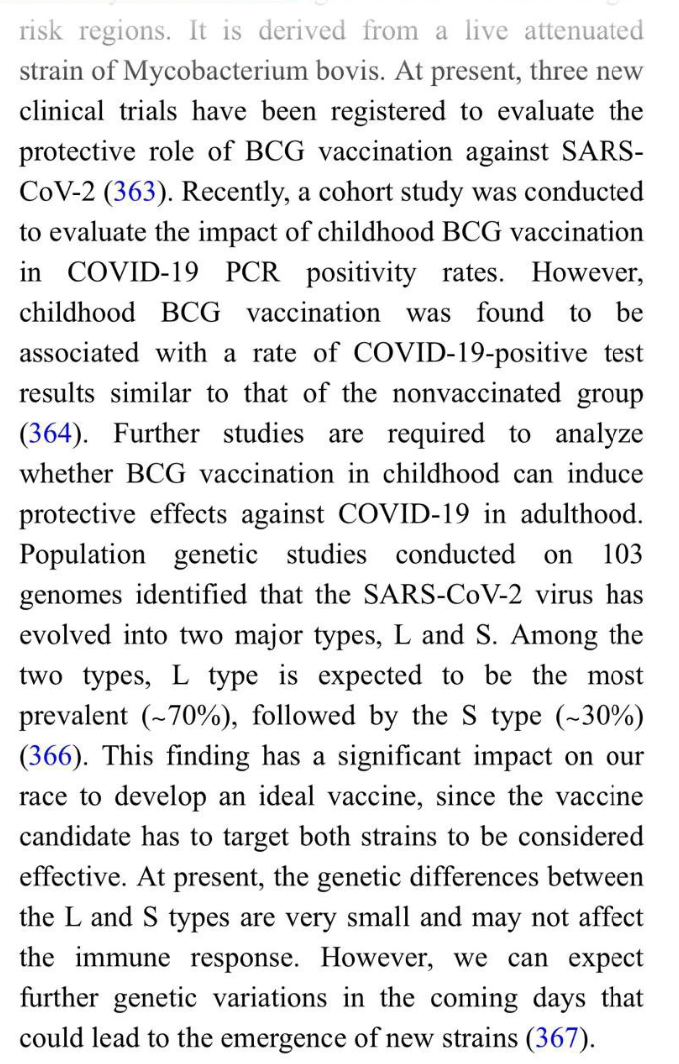 risk regions. It is derived from a live attenuated
strain of Mycobacterium bovis. At present, three new
clinical trials have been registered to evaluate the
protective role of BCG vaccination against SARS-
CoV-2 (363). Recently, a cohort study was conducted
to evaluate the impact of childhood BCG vaccination
in COVID-19 PCR positivity rates. However,
childhood BCG vaccination was found to be
associated with a rate of COVID-19-positive test
results similar to that of the nonvaccinated group
(364). Further studies are required to analyze
whether BCG vaccination in childhood can induce
protective effects against COVID-19 in adulthood.
Population genetic studies conducted on 103
genomes identified that the SARS-CoV-2 virus has
evolved into two major types, L and S. Among the
two types, L type is expected to be the most
prevalent (~70%), followed by the S type (~30%)
(366). This finding has a significant impact on our
race to develop an ideal vaccine, since the vaccine
candidate has to target both strains to be considered
effective. At present, the genetic differences between
the L and S types are very small and may not affect
the immune response. However, we can expect
further genetic variations in the coming days that
could lead to the emergence of new strains (367).